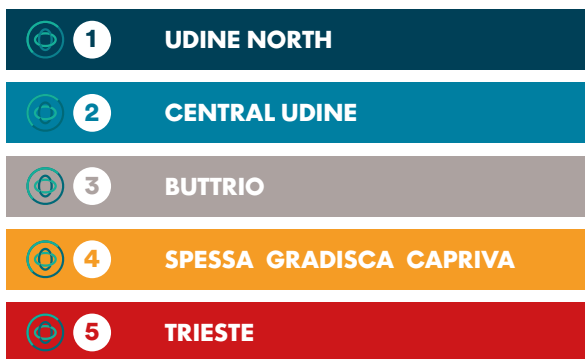 1 UDINE NORTH
2 CENTRAL UDINE
3 BUTTRIO
4 SPESSA GRADISCA CAPRIVA
5 TRIESTE